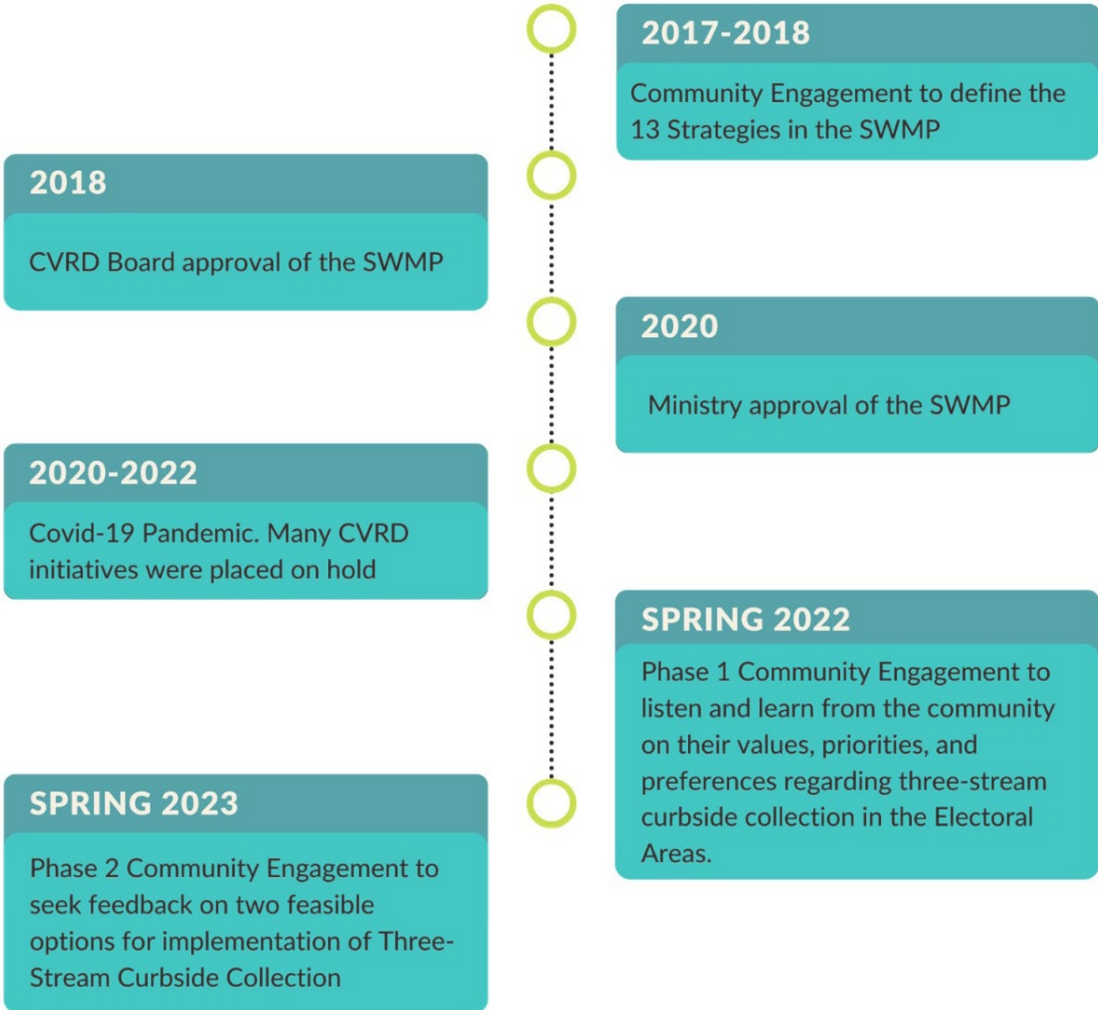 2017-2018
Community Engagement to define the
13 Strategies in the SWMP
2018
CVRD Board approval of the SWMP
2020
Ministry approval of the SWMP
2020-2022
Covid-19 Pandemic. Many CVRD
initiatives were placed on hold
SPRING 2022
Phase 1 Community Engagement to
listen and learn from the community
on their values, priorities, and
preferences regarding three-stream
curbside collection in the Electoral
Areas.
SPRING 2023
Phase 2 Community Engagement to
seek feedback on two feasible
options for implementation of Three-
Stream Curbside Collection